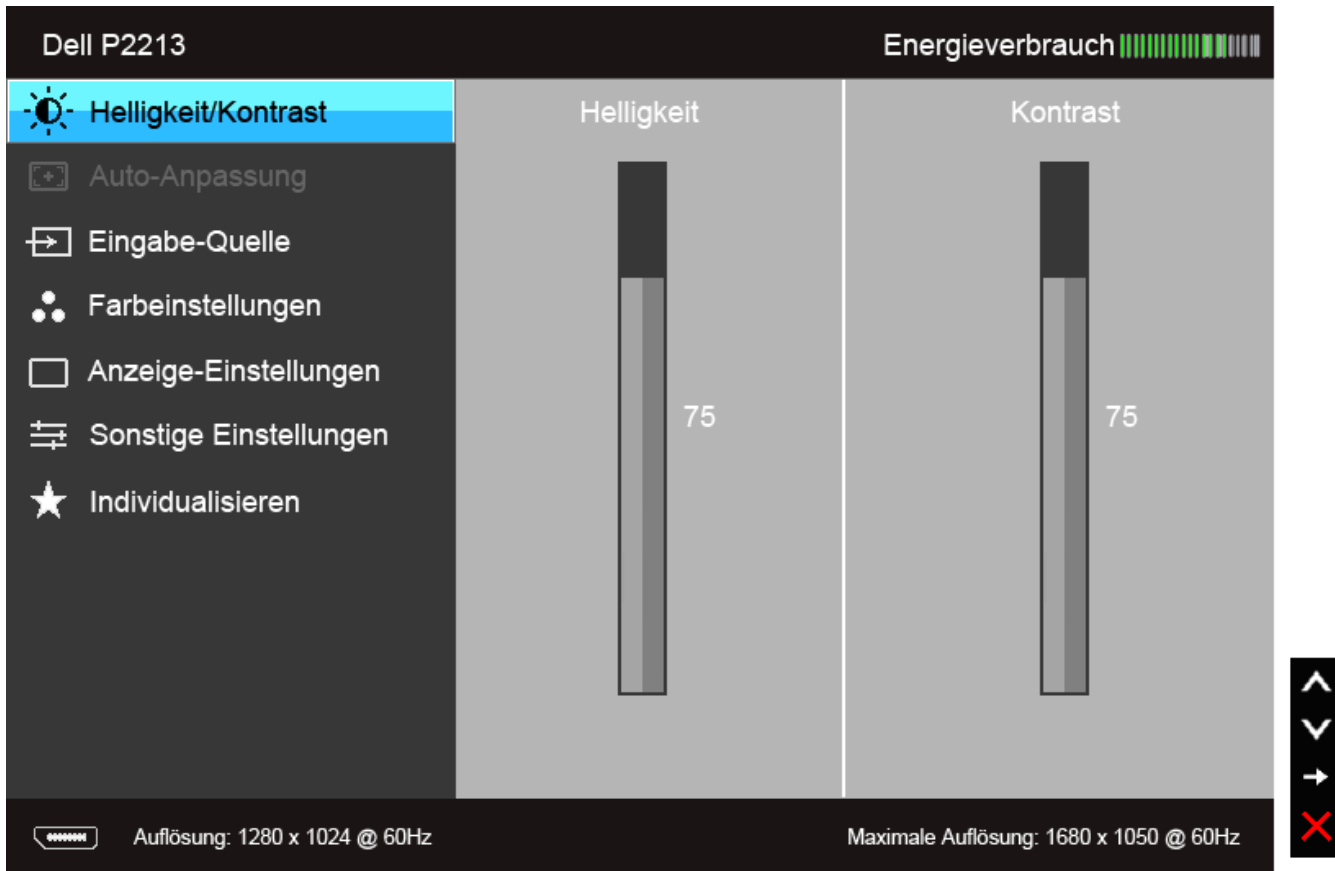 Dell P2213
Energieverbrauch
Helligkeit/Kontrast
Auto-Anpassung
Eingabe-Quelle
Farbeinstellungen
Anzeige-Einstellungen
Sonstige Einstellungen
Individualisieren
Helligkeit
75
Kontrast
75
Auflösung: 1280 x 1024 @ 60Hz
Maximale Auflösung: 1680 x 1050 @ 60Hz